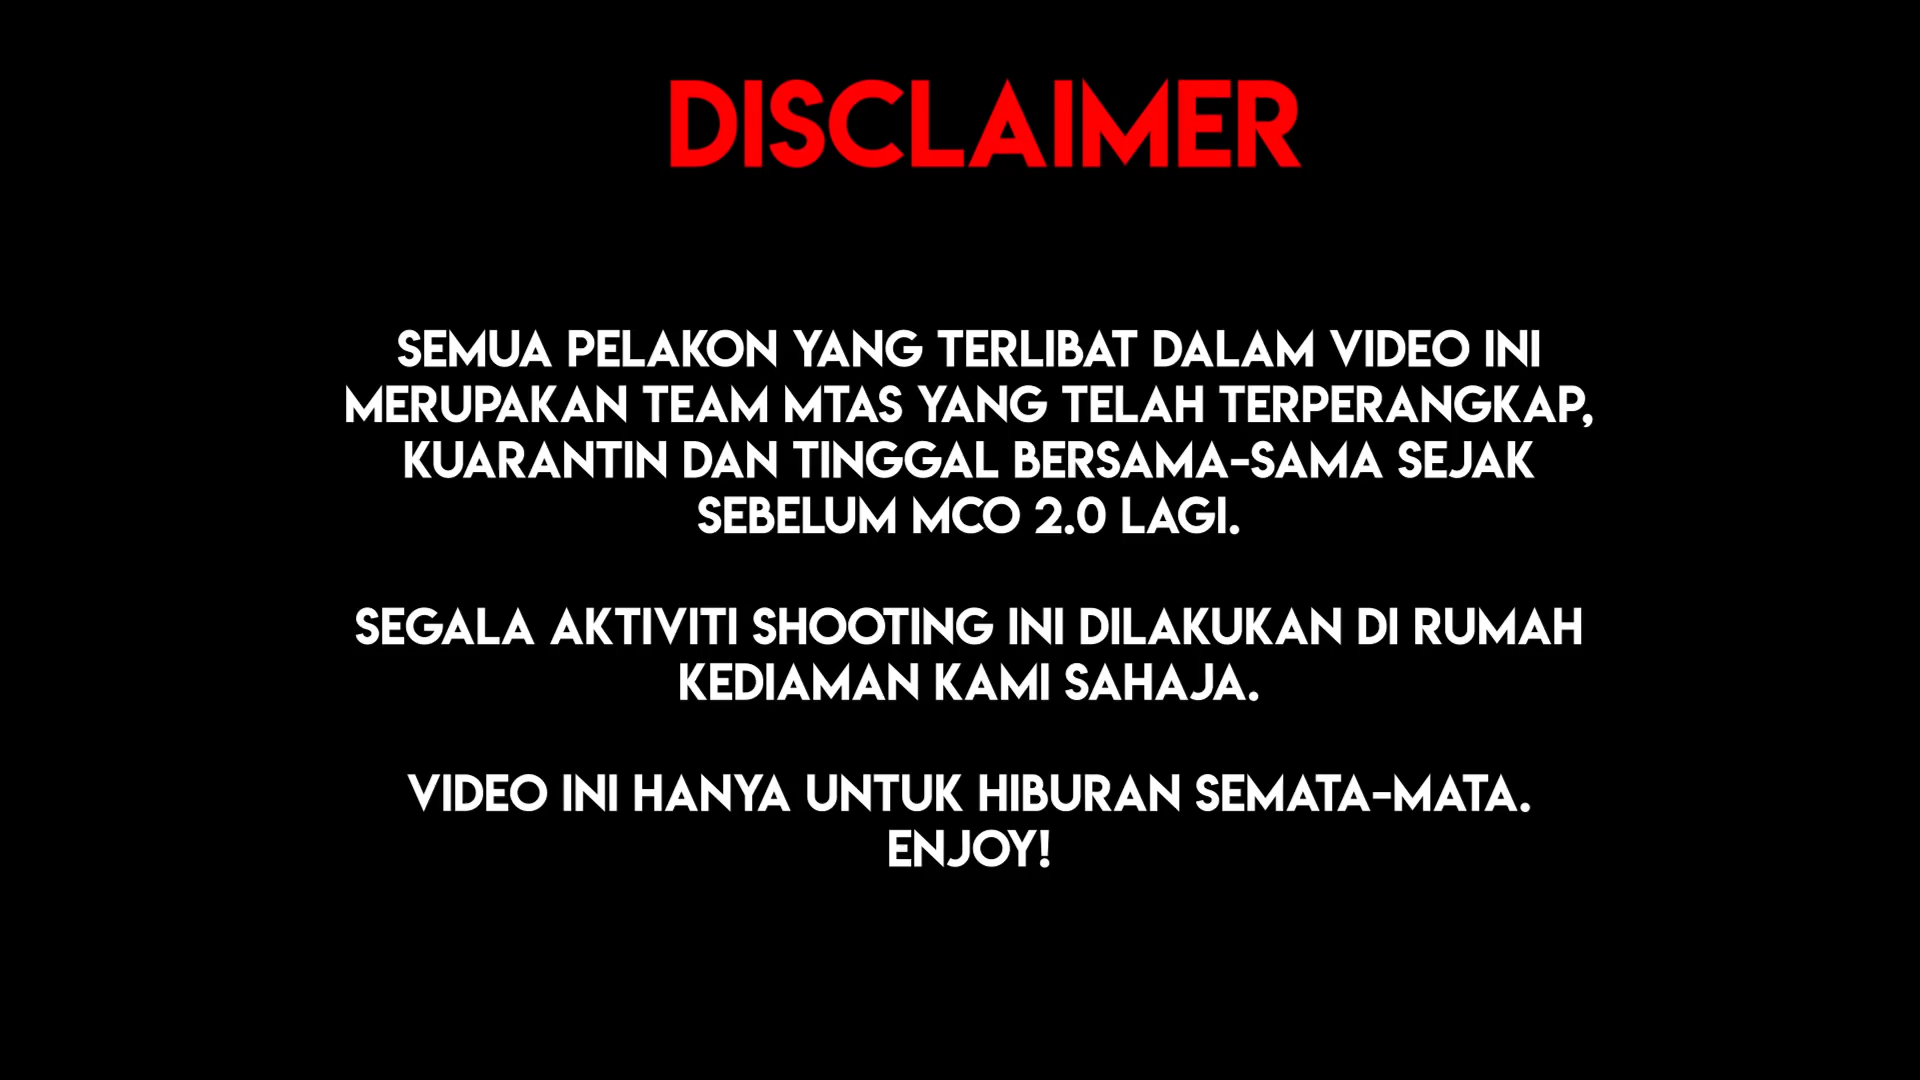 DISCLAIMER
SEMUA PELAKON YANG TERLIBAT DALAM VIDEO INI
MERUPAKAN TEAM MTAS YANG TELAH TERPERANGKAP,
KUARANTIN DAN TINGGAL BERSAMA-SAMA SEJAK
SEBELUM MCO 2.0 LAGI.
SEGALA AKTIVITI SHOOTING INI DILAKUKAN DI RUMAH
KEDIAMAN KAMI SAHAJA.
VIDEO INI HANYA UNTUK HIBURAN SEMATA-MATA.
ENJOY!